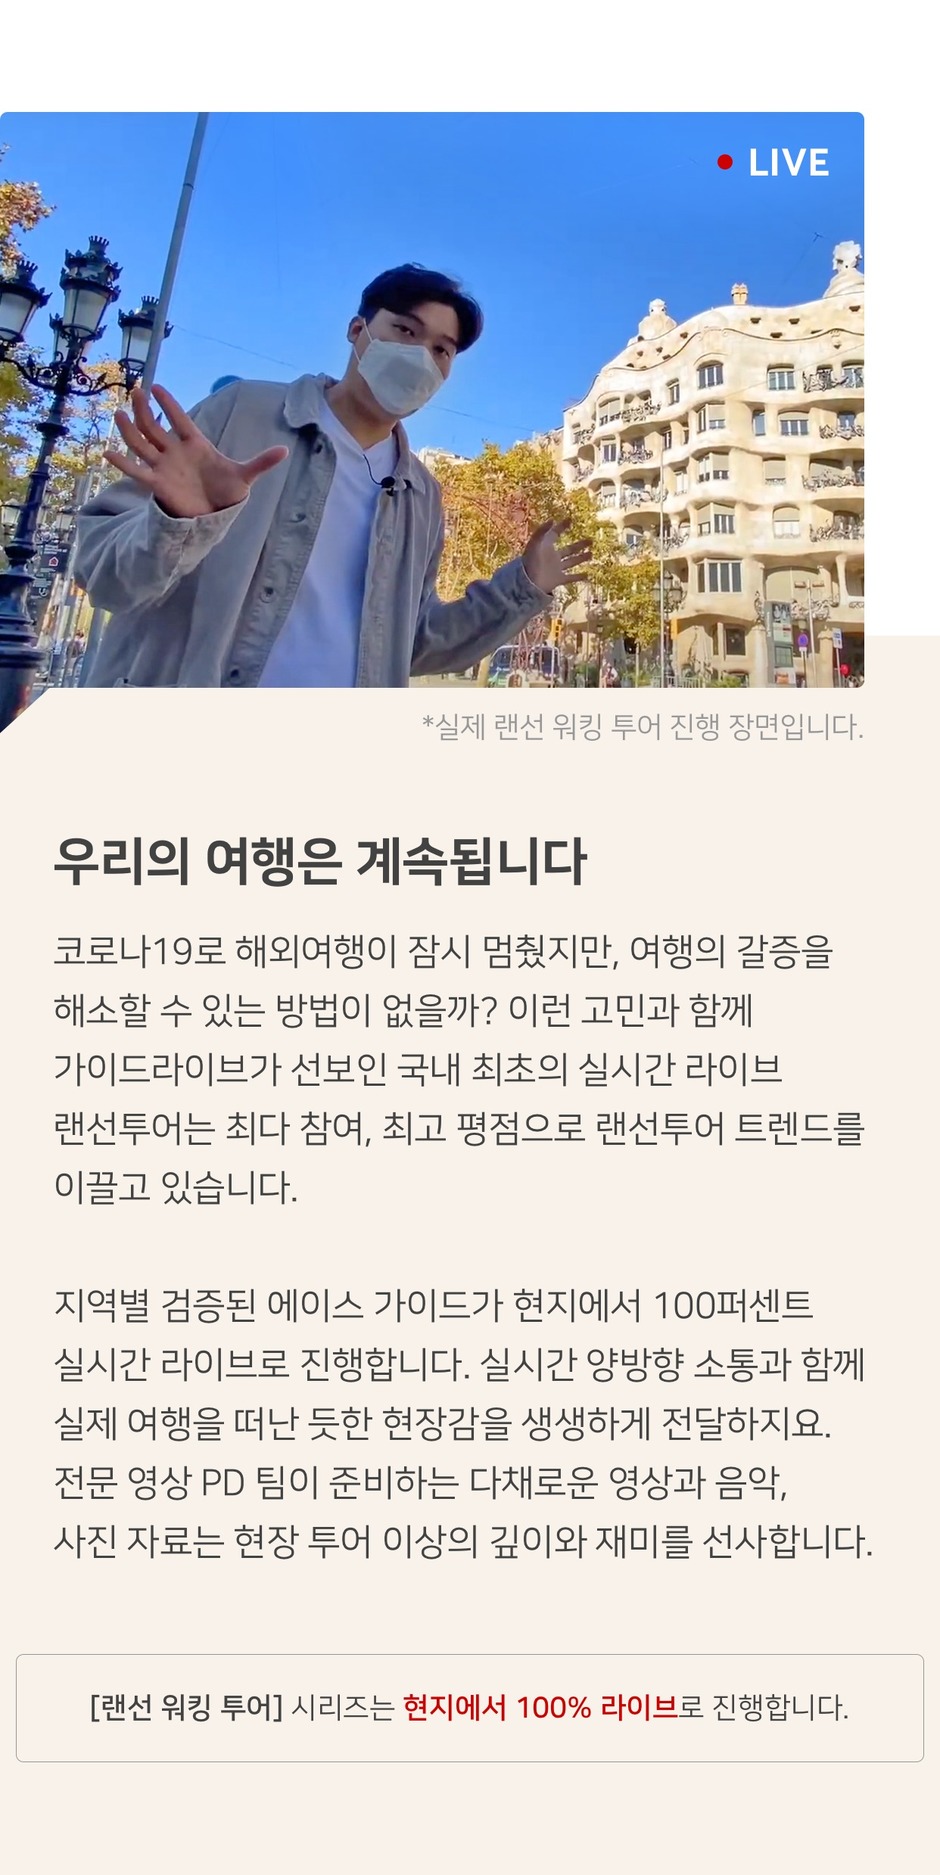 LIVE
*실제 랜선 워킹 투어 진행 장면입니다.
우리의 여행은 계속됩니다
코로나19로 해외여행이 잠시 멈췄지만, 여행의 갈증을
해소할 수 있는 방법이 없을까? 이런 고민과 함께
가이드라이브가 선보인 국내 최초의 실시간 라이브
랜선투어는 최다 참여, 최고 평점으로 랜선투어 트렌드를
이끌고 있습니다.
지역별 검증된 에이스 가이드가 현지에서 100퍼센트
실시간 라이브로 진행합니다. 실시간 양방향 소통과 함께
실제 여행을 떠난 듯한 현장감을 생생하게 전달하지요.
전문 영상 PD 팀이 준비하는 다채로운 영상과 음악,
사진 자료는 현장 투어 이상의 깊이와 재미를 선사합니다.
[랜선 워킹 투어] 시리즈는 현지에서 100% 라이브로 진행합니다.